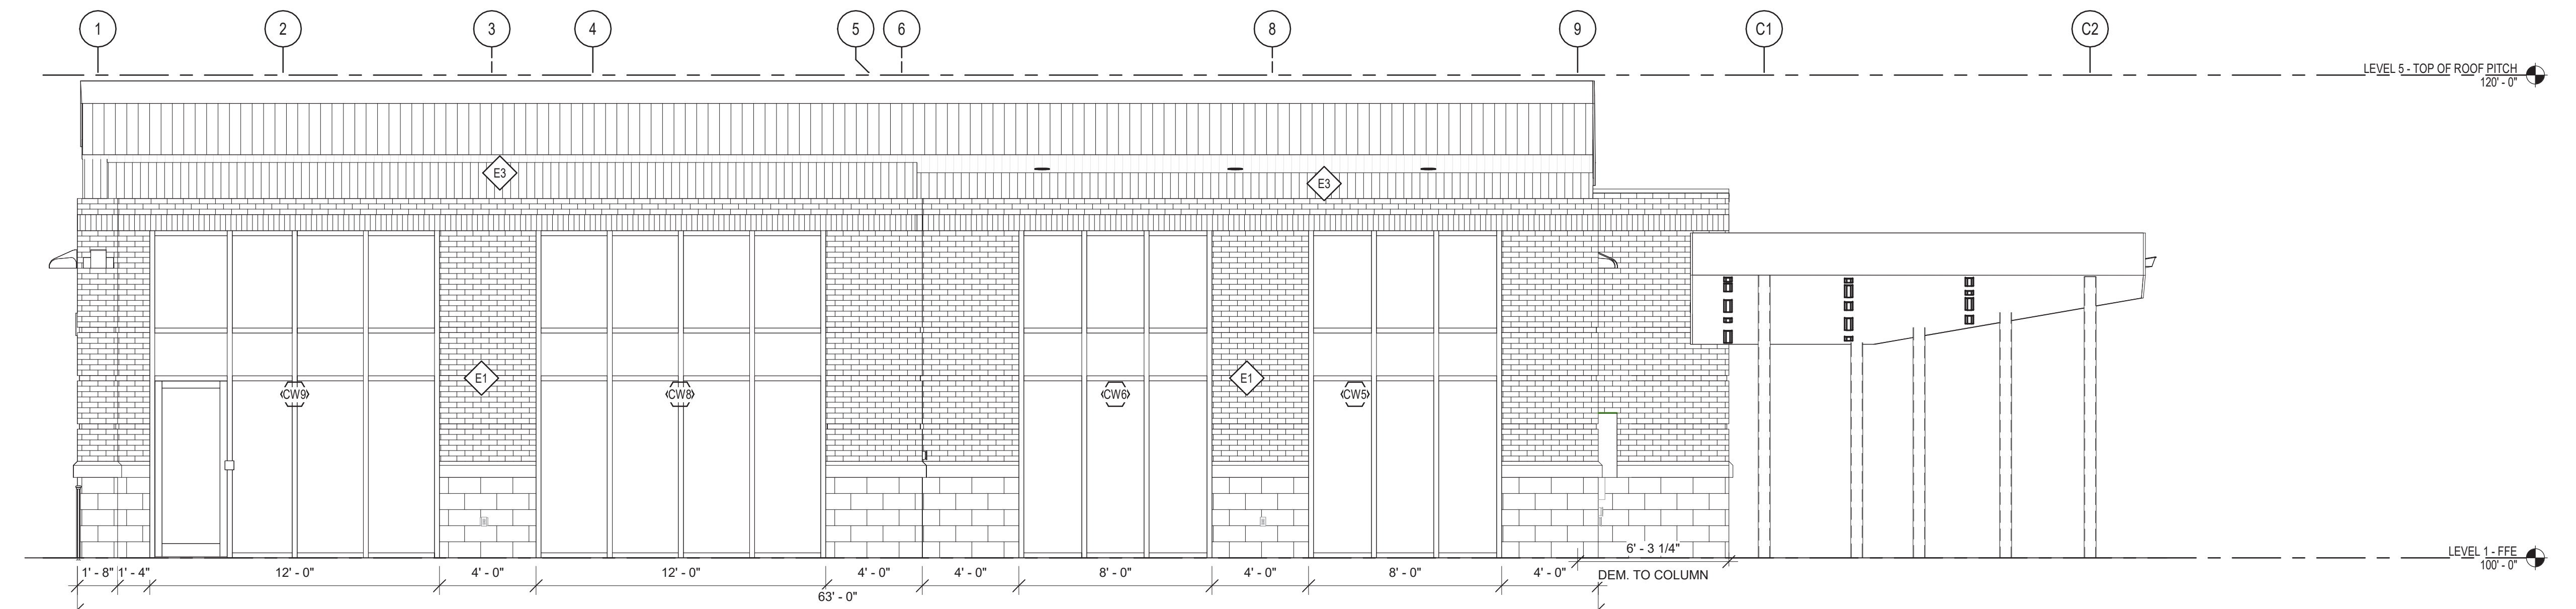 1 2 3 4 5 6 8 9 C1 C2
LEVEL 5 - TOP OF ROOF PITCH
120' - 0"
E3 E3
E1 E1
CW9 CW8 CW6 CW5
6' - 3 1/4"
LEVEL 1 - FFE
100' - 0"
1' - 8" 1' - 4" 12' - 0" 4' - 0" 12' - 0" 4' - 0" 4' - 0" 8' - 0" 4' - 0" 8' - 0" 4' - 0"
DEM. TO COLUMN
63' - 0"